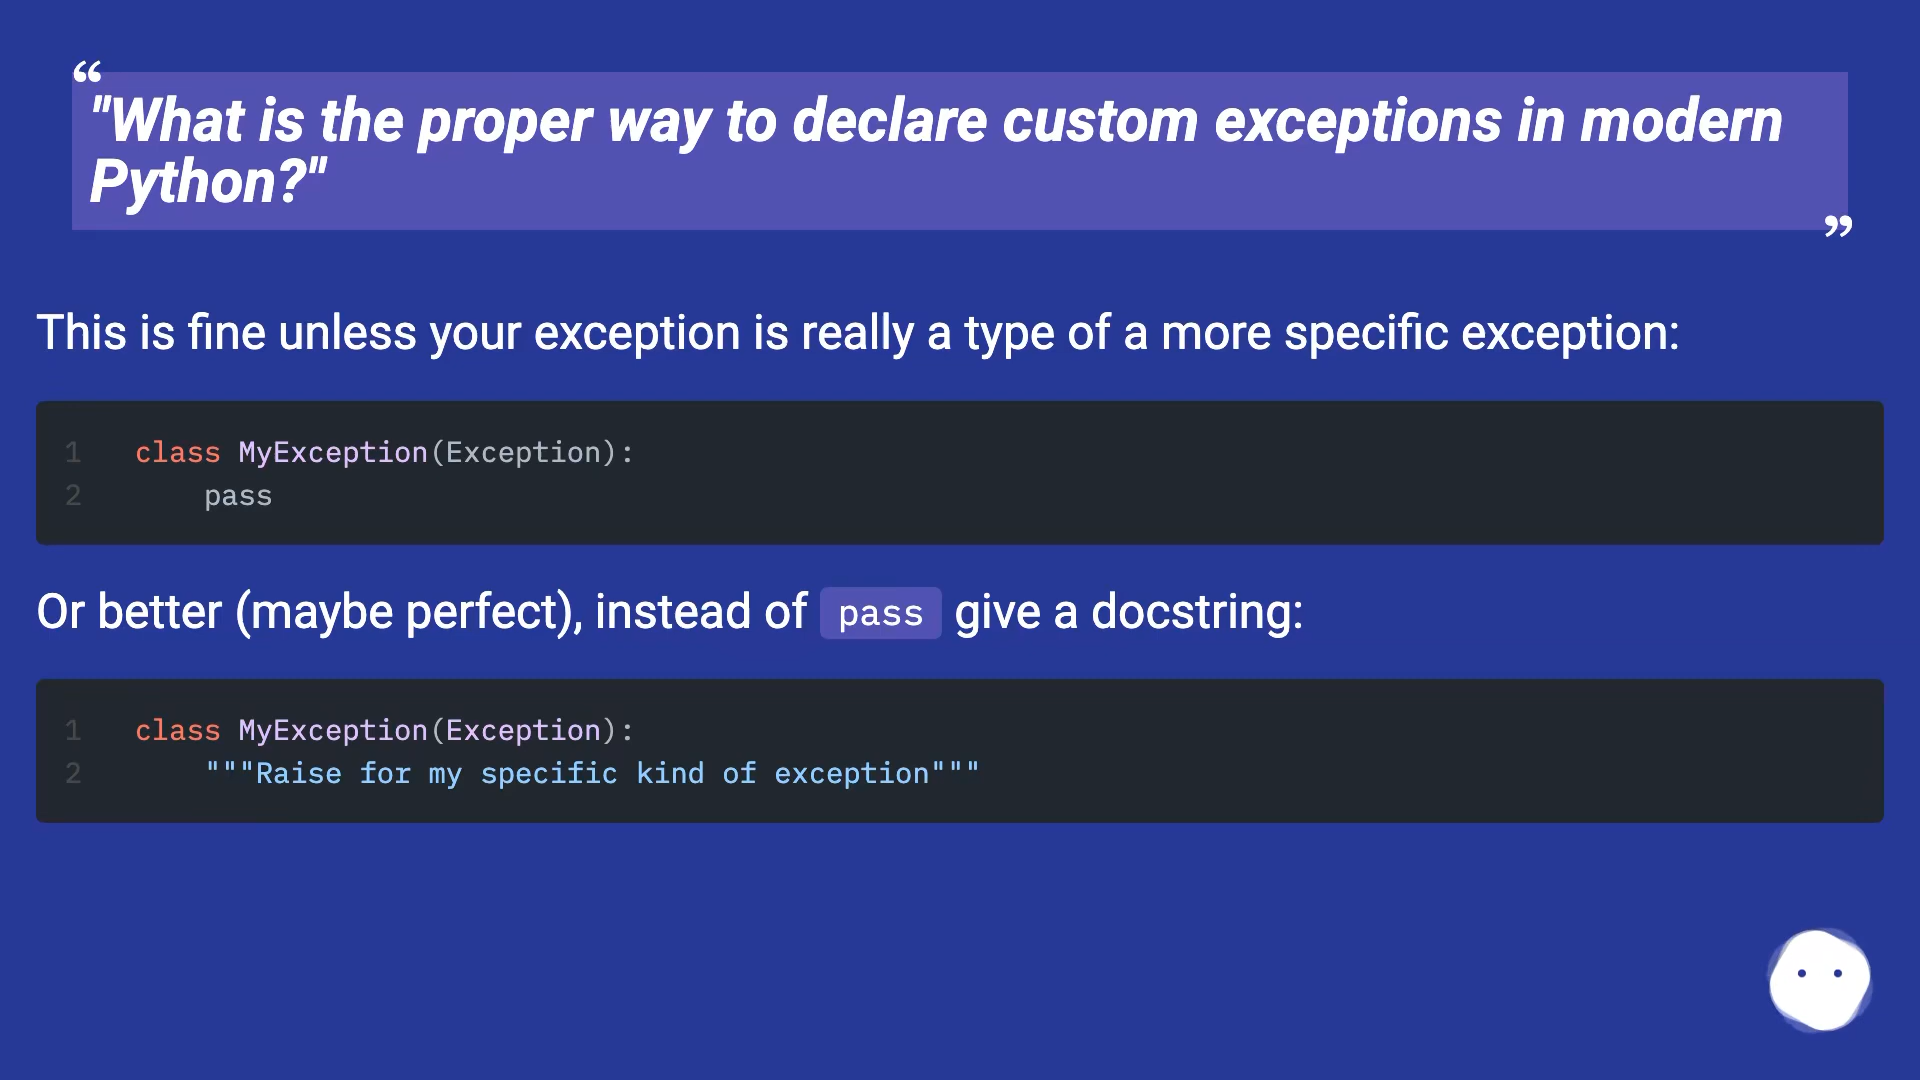 “
"What is the proper way to declare custom exceptions in modern
Python?"
”
This is fine unless your exception is really a type of a more specific exception:
1 class MyException(Exception):
2     pass
Or better (maybe perfect), instead of pass give a docstring:
1 class MyException(Exception):
2     """Raise for my specific kind of exception"""